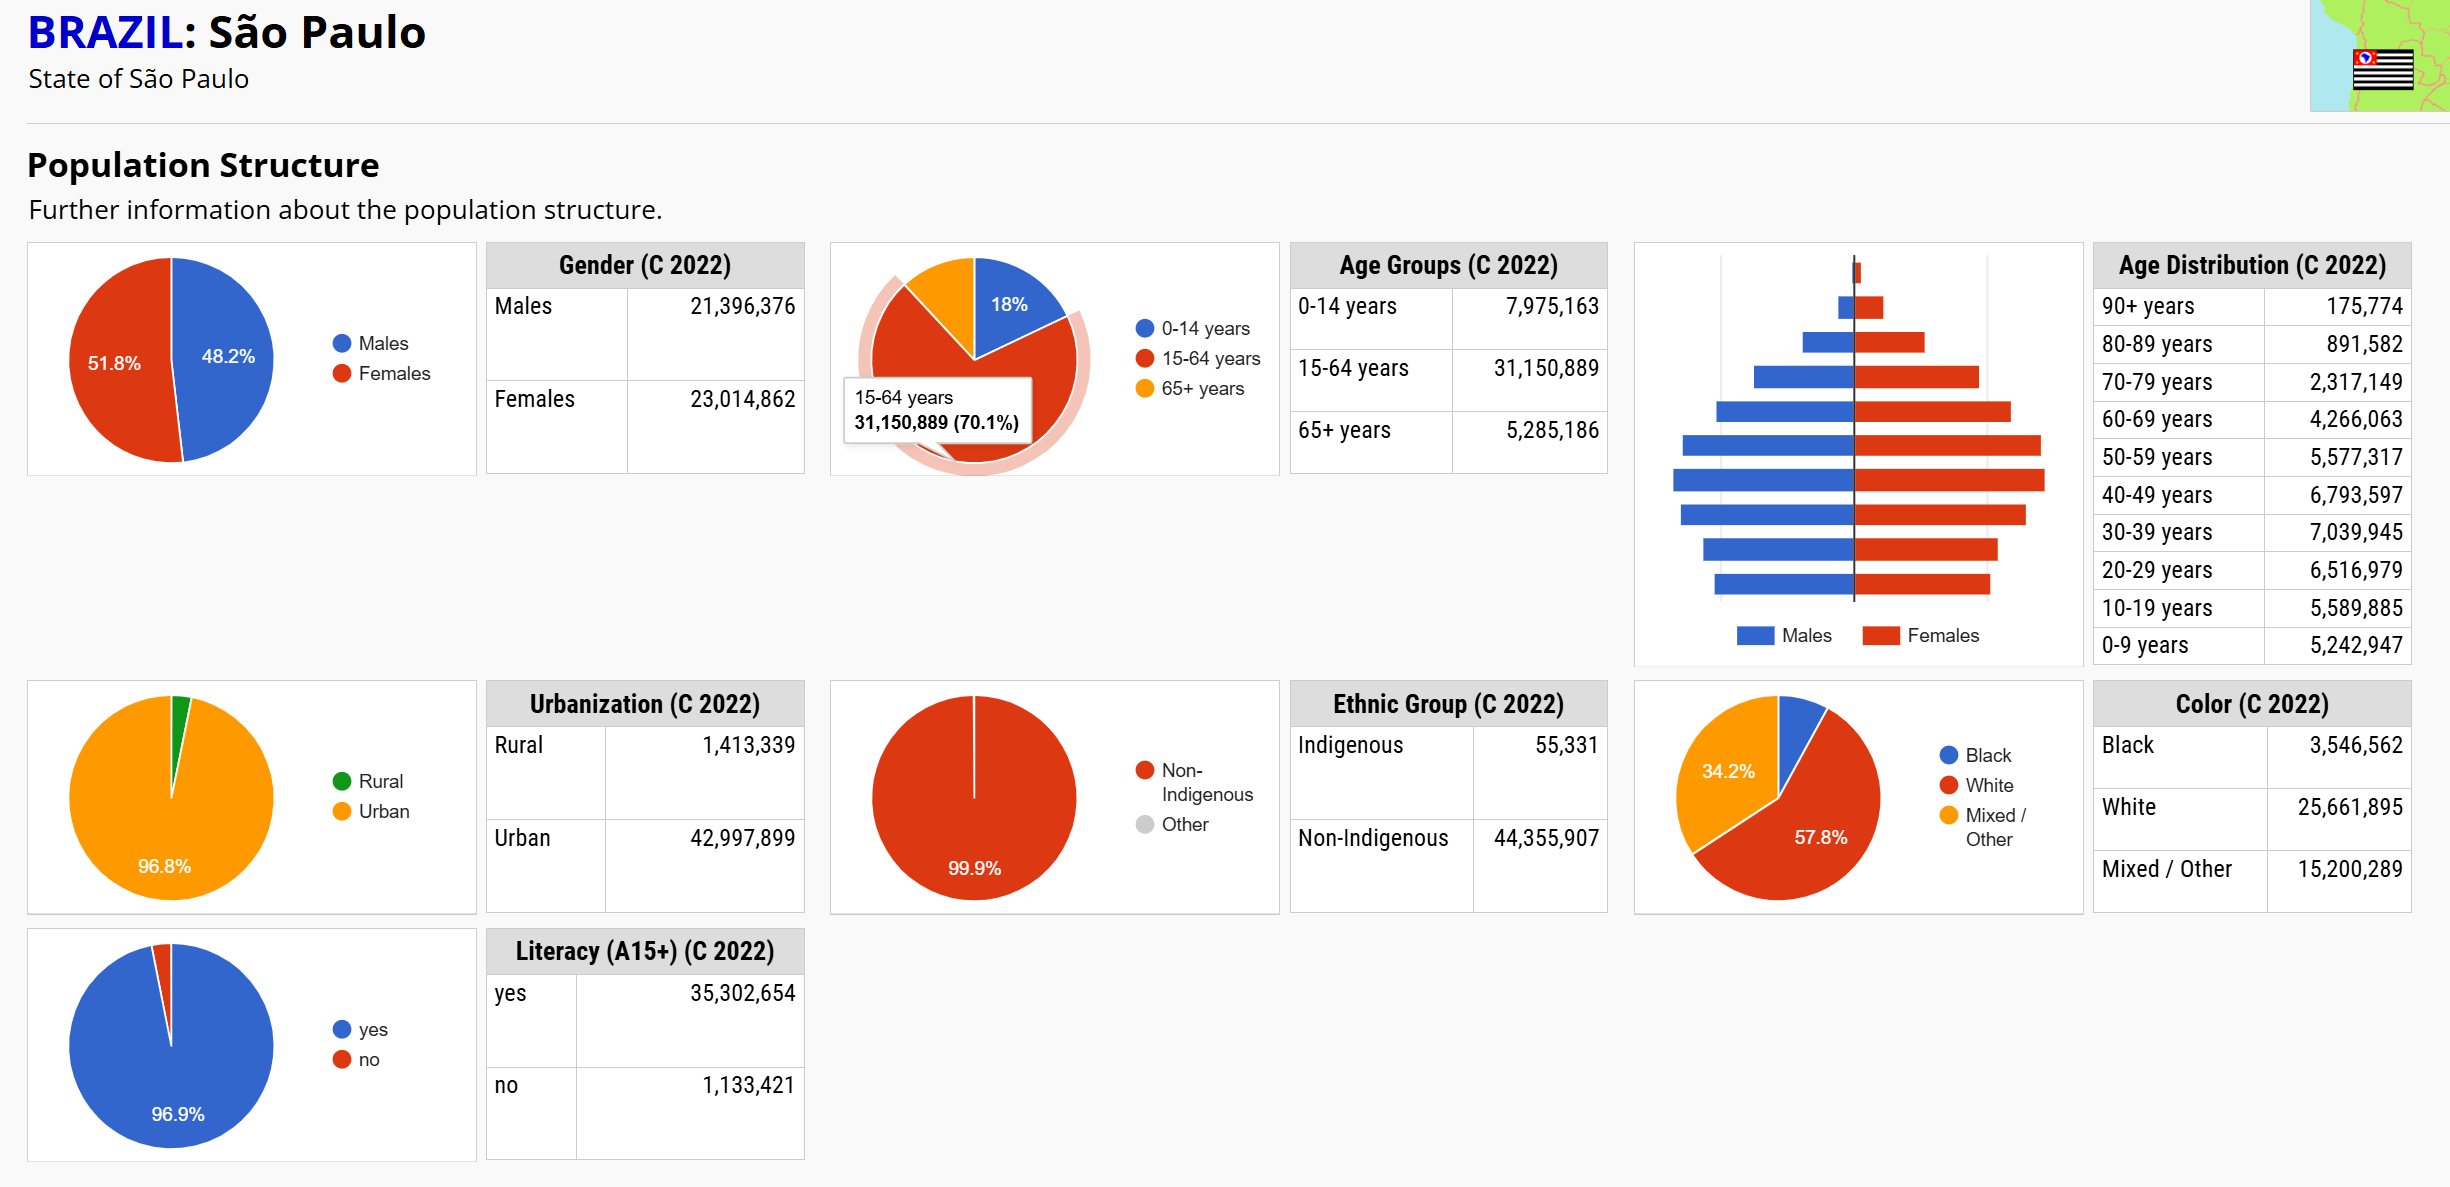 BRAZIL: São Paulo
State of São Paulo
Population Structure
Further information about the population structure.
51.8%
48.2%
Males
Females
Gender (C 2022)
Males 21,396,376
Females 23,014,862
18%
15-64 years
31,150,889 (70.1%)
0-14 years
15-64 years
65+ years
Age Groups (C 2022)
0-14 years 7,975,163
15-64 years 31,150,889
65+ years 5,285,186
Males Females
Age Distribution (C 2022)
90+ years 175,774
80-89 years 891,582
70-79 years 2,317,149
60-69 years 4,266,063
50-59 years 5,577,317
40-49 years 6,793,597
30-39 years 7,039,945
20-29 years 6,516,979
10-19 years 5,589,885
0-9 years 5,242,947
96.8%
Rural
Urban
Urbanization (C 2022)
Rural 1,413,339
Urban 42,997,899
99.9%
Non-
Indigenous
Other
Ethnic Group (C 2022)
Indigenous 55,331
Non-Indigenous 44,355,907
34.2%
57.8%
Black
White
Mixed /
Other
Color (C 2022)
Black 3,546,562
White 25,661,895
Mixed / Other 15,200,289
96.9%
yes
no
Literacy (A15+) (C 2022)
yes 35,302,654
no 1,133,421